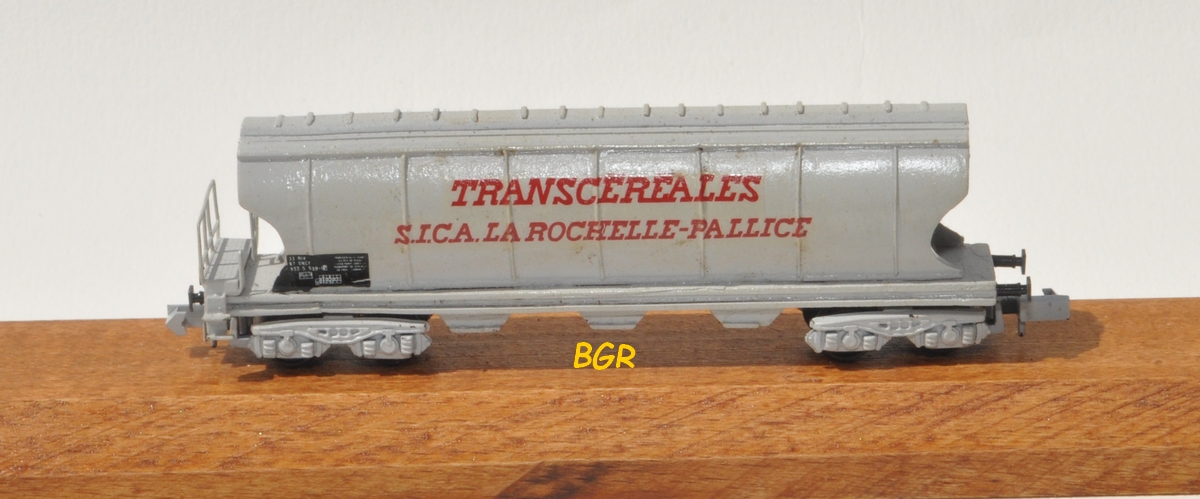 TRANSCEREALES
S.I.C.A. LA ROCHELLE-PALLICE
BGR